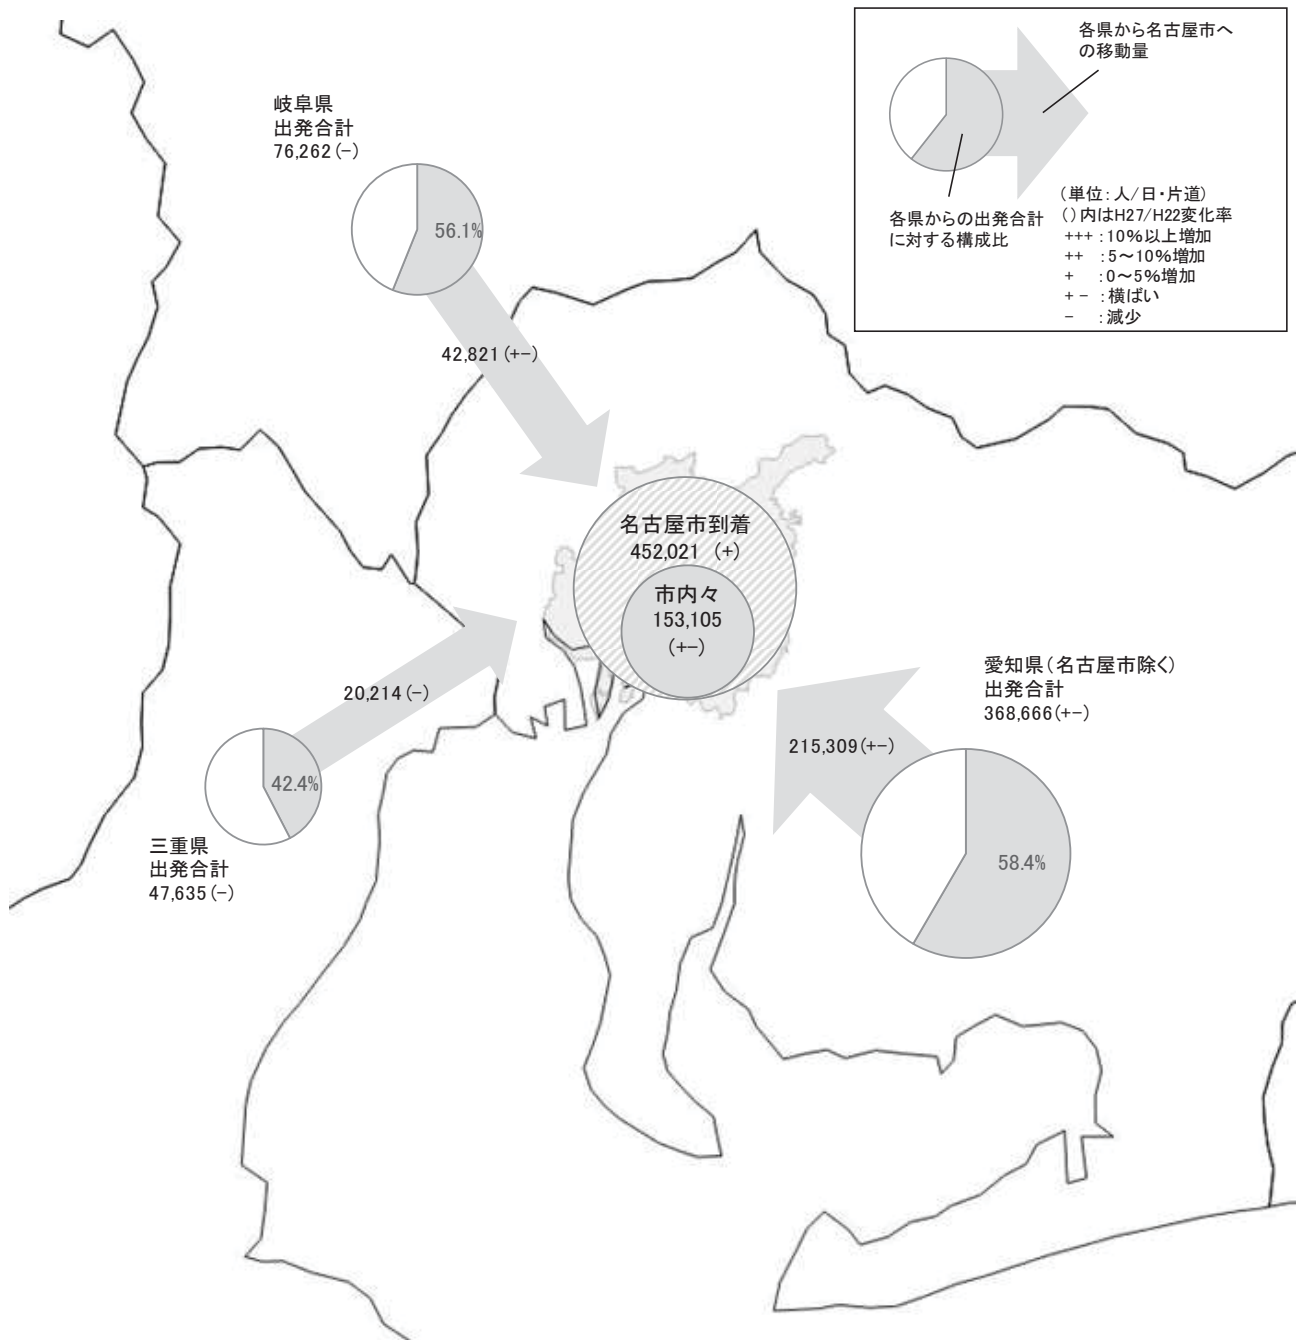 各県から名古屋市へ
の移動量
各県からの出発合計
に対する構成比
(単位:人/日・片道)
()内はH27/H22変化率
+++:10%以上増加
++ :5~10%増加
+ :0~5%増加
+- :横ばい
- :減少
岐阜県
出発合計
76,262(-)
56.1%
42,821(+-)
名古屋市到着
452,021 (+)
市内々
153,105
(+-)
20,214(-)
42.4%
三重県
出発合計
47,635(-)
愛知県(名古屋市除く)
出発合計
368,666(+-)
215,309(+-)
58.4%